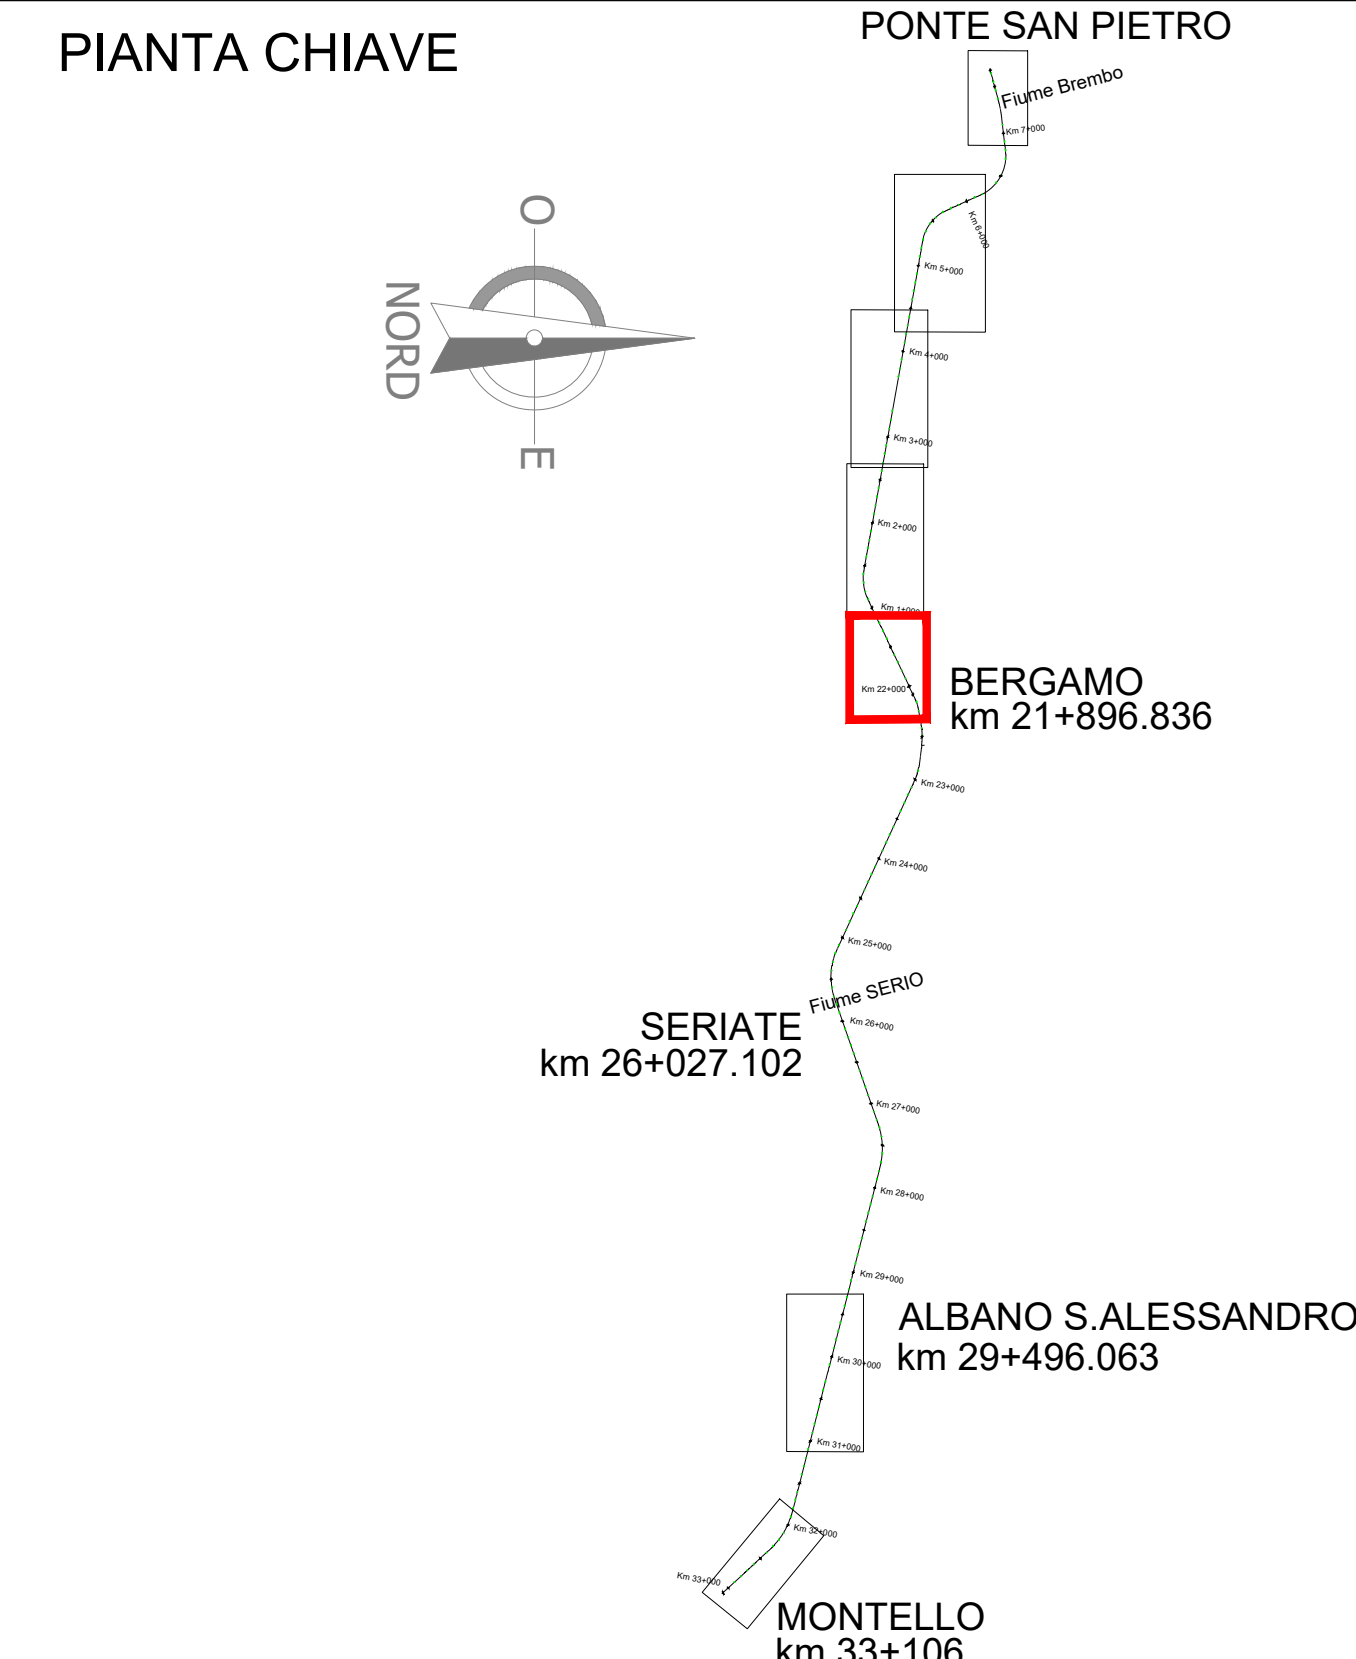 PIANTA CHIAVE
PONTE SAN PIETRO
Fiume Brembo
Km 7+000
Km 6+000
O
NORD
E
Km 5+000
Km 4+000
Km 3+000
Km 2+000
Km 1+000
Km 22+000
BERGAMO
km 21+896.836
Km 23+000
Km 24+000
Km 25+000
Fiume SERIO
SERIATE
km 26+027.102
Km 26+000
Km 27+000
Km 28+000
Km 29+000
ALBANO S.ALESSANDRO
km 29+496.063
Km 30+000
Km 31+000
Km 32+000
Km 33+000
MONTELLO
km 33+106